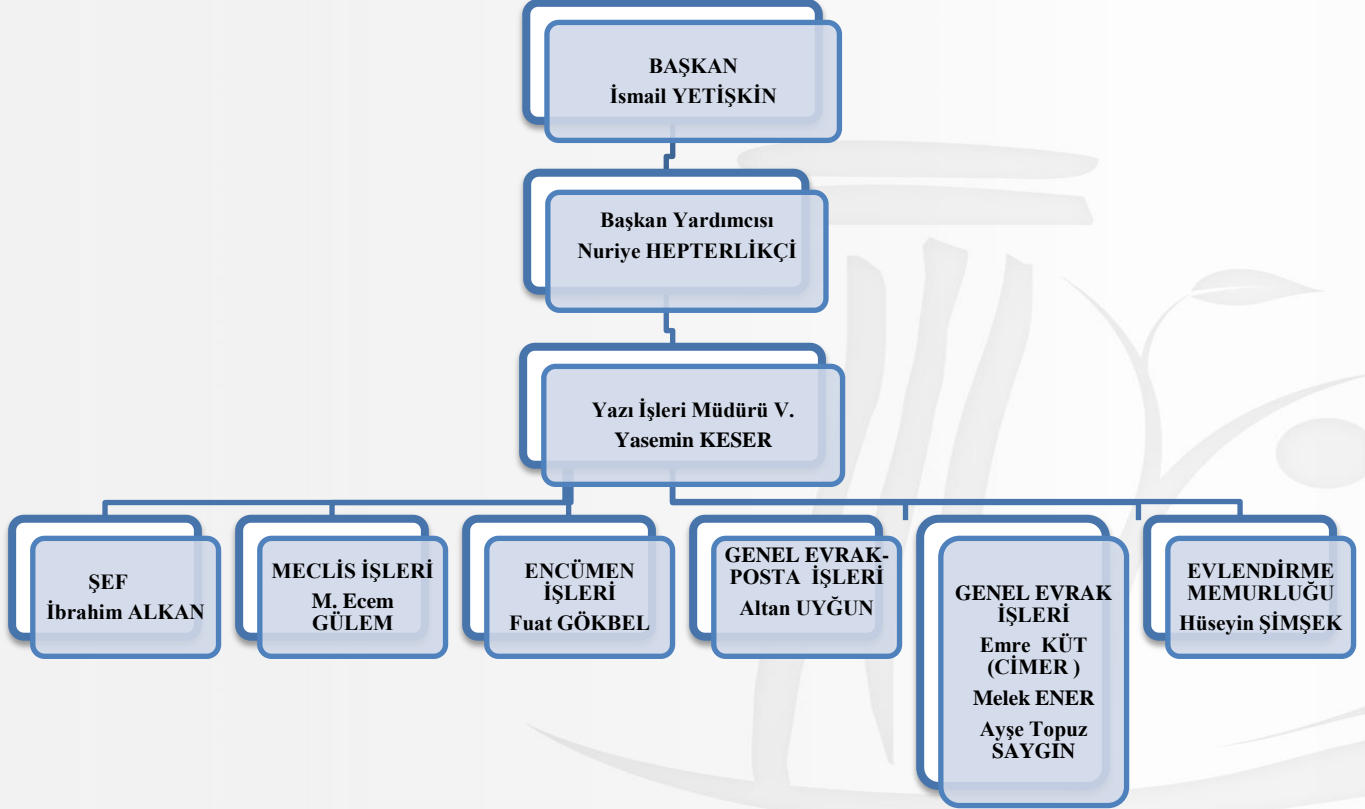 BAŞKAN
İsmail YETİŞKİN
Başkan Yardımcısı
Nuriye HEPTERLİKÇİ
Yazı İşleri Müdürü V.
Yasemin KESER
ŞEF
İbrahim ALKAN
MECLİS İŞLERİ
M. Ecem
GÜLEM
ENCÜMEN
İŞLERİ
Fuat GÖKBEL
GENEL EVRAK-
POSTA İŞLERİ
Altan UYĞUN
GENEL EVRAK
İŞLERİ
Emre KÜT
(CİMER )
Melek ENER
Ayşe Topuz
SAYGIN
EVLENDİRME
MEMURLUĞU
Hüseyin ŞİMŞEK